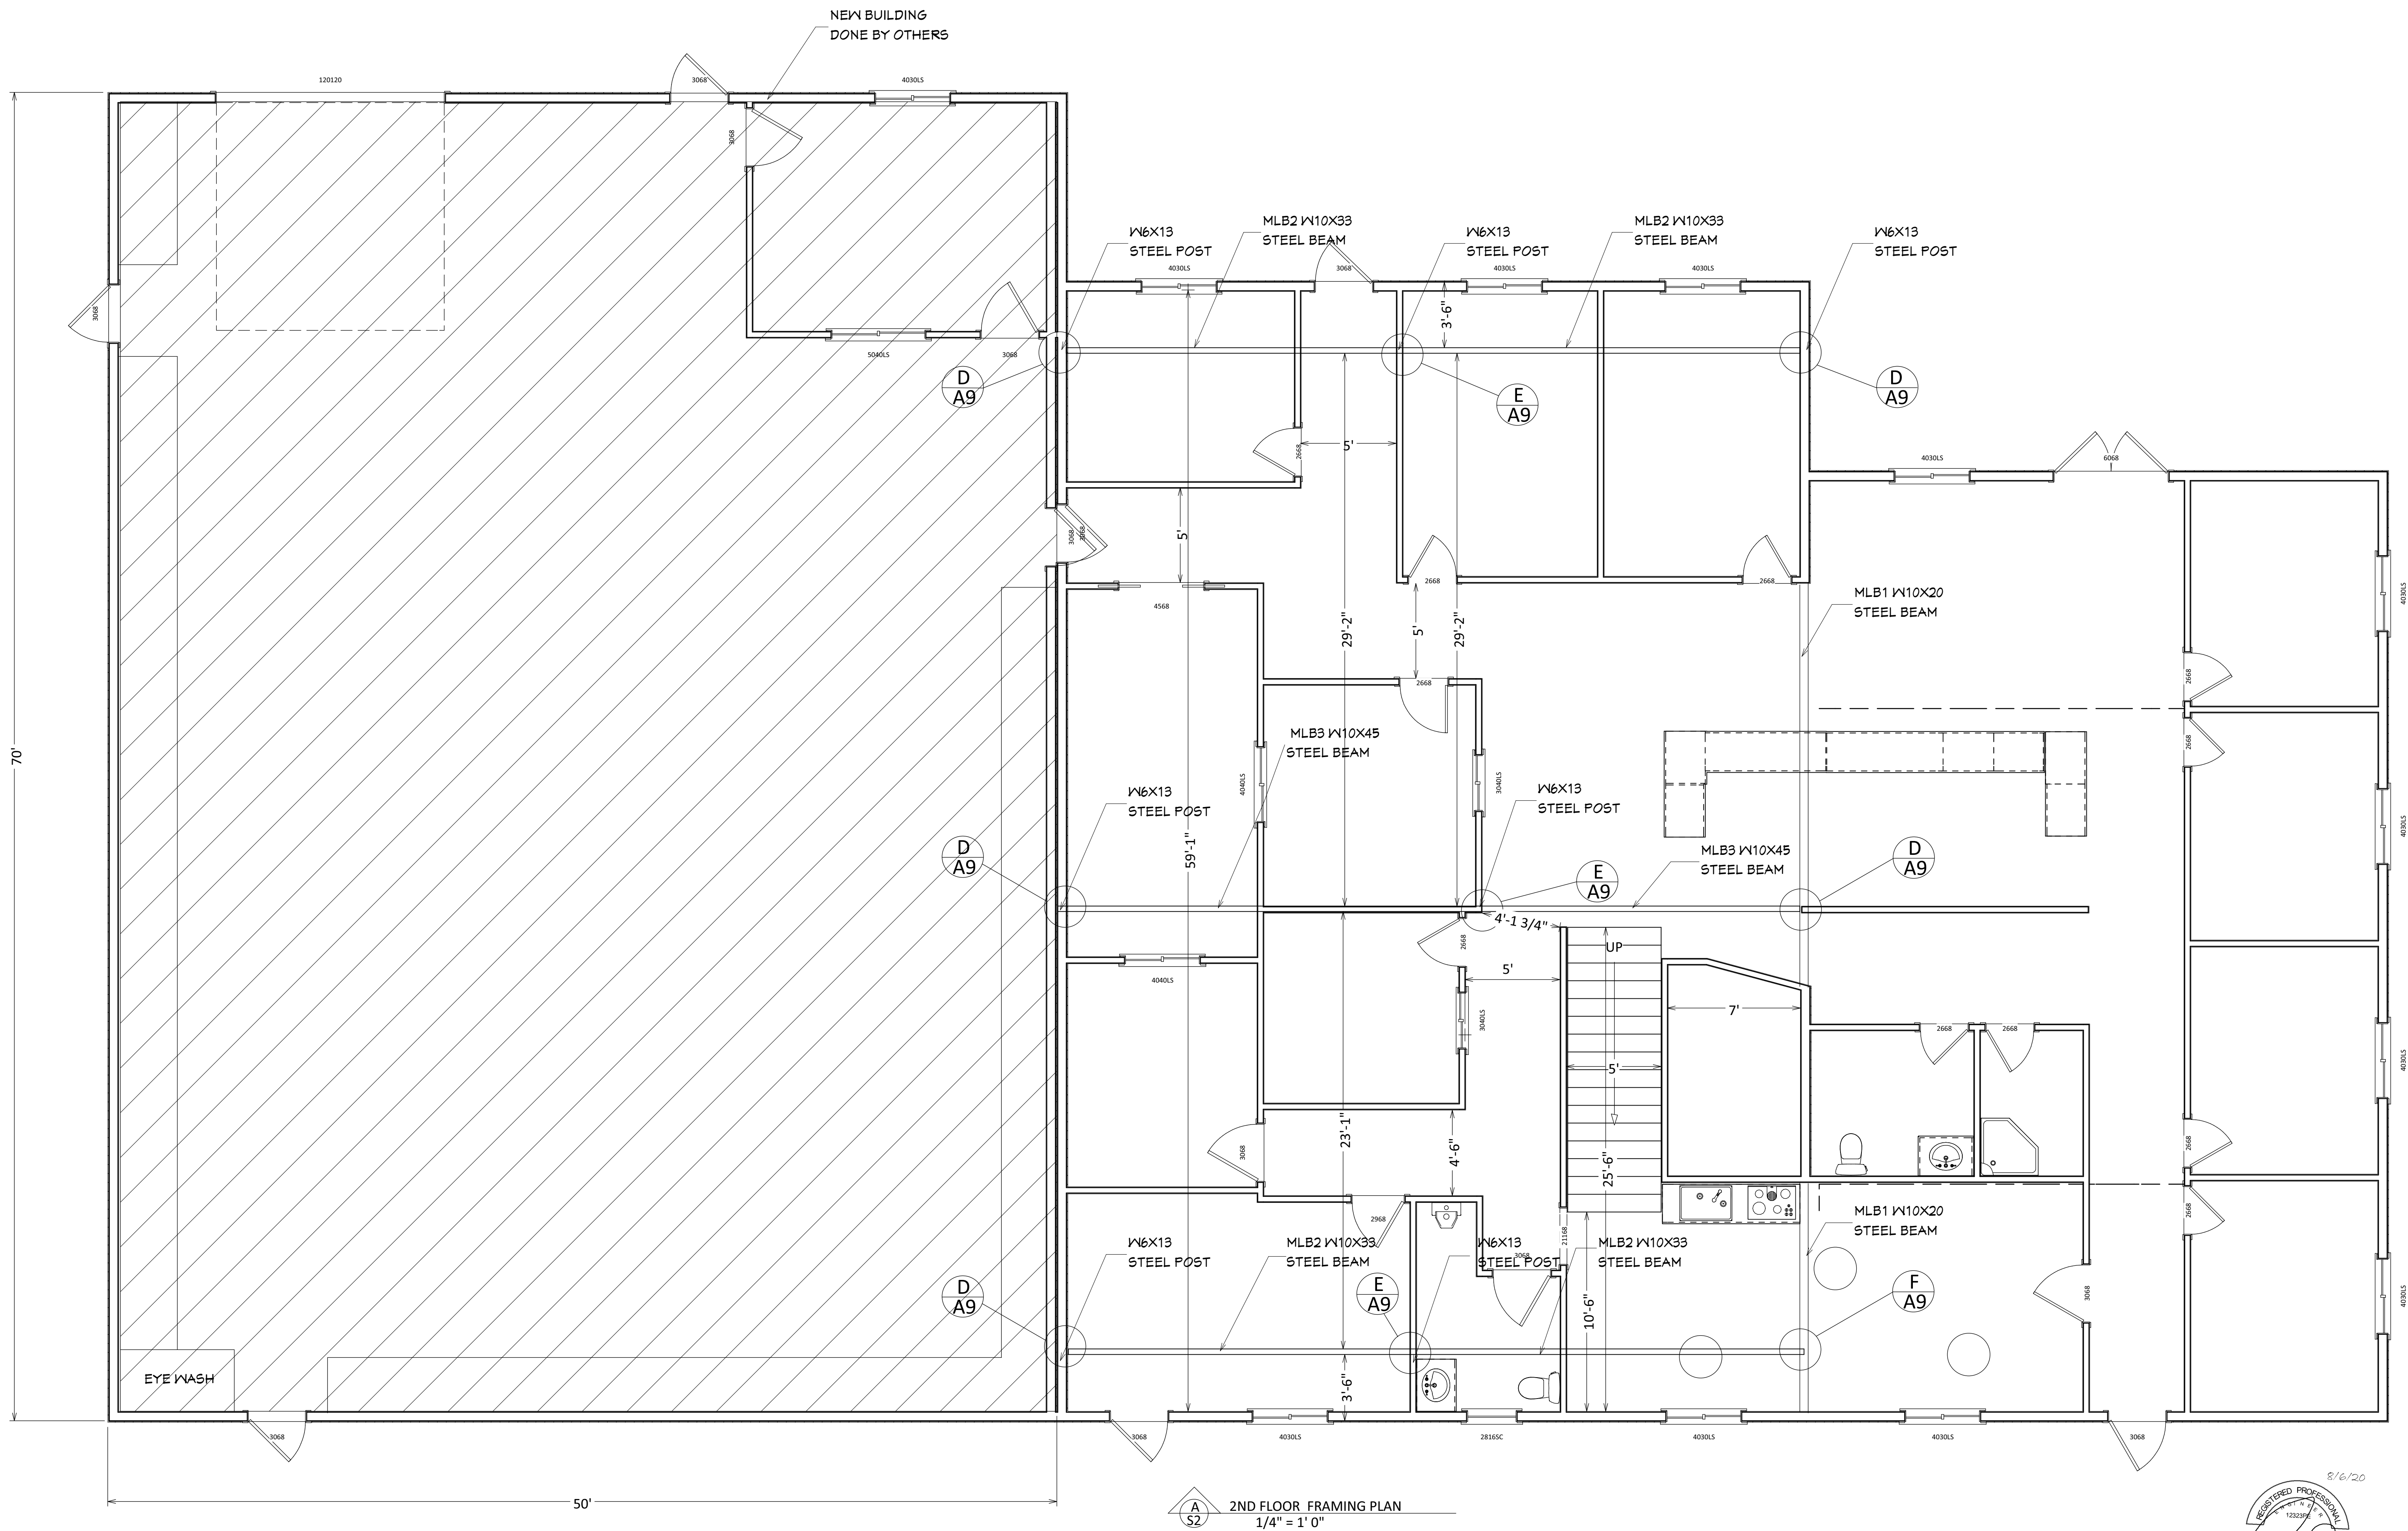 NEW BUILDING
DONE BY OTHERS
120120
3068
4030LS
3068
3068
5040LS
3068
70'
W6X13
STEEL POST
MLB2 W10X33
STEEL BEAM
W6X13
STEEL POST
MLB2 W10X33
STEEL BEAM
W6X13
STEEL POST
4030LS
3068
4030LS
4030LS
3'-6"
D
A9
E
A9
D
A9
5'
2668
4030LS
6068
5'
3068
3068
4568
2668
2668
5'
29'-2"
29'-2"
MLB1 W10X20
STEEL BEAM
4030LS
2668
2668
2668
MLB3 W10X45
STEEL BEAM
4040LS
3040LS
W6X13
STEEL POST
59'-1"
W6X13
STEEL POST
MLB3 W10X45
STEEL BEAM
4030LS
D
A9
E
A9
D
A9
4'-1 3/4"
2668
UP
5'
4040LS
3040LS
7'
2668
2668
4030LS
5'
23'-1"
4'-6"
25'-6"
3068
2668
2968
2668
21168
MLB1 W10X20
STEEL BEAM
W6X13
STEEL POST
MLB2 W10X33
STEEL BEAM
W6X13
STEEL POST
3068
MLB2 W10X33
STEEL BEAM
D
A9
E
A9
F
A9
10'-6"
3068
4030LS
3'-6"
EYE WASH
3068
3068
4030LS
2816SC
4030LS
4030LS
3068
50'
A
S2
2ND FLOOR  FRAMING PLAN
1/4" = 1' 0"
8/6/20
REGISTERED PROFESSIONAL
ENGINEER
12323PE